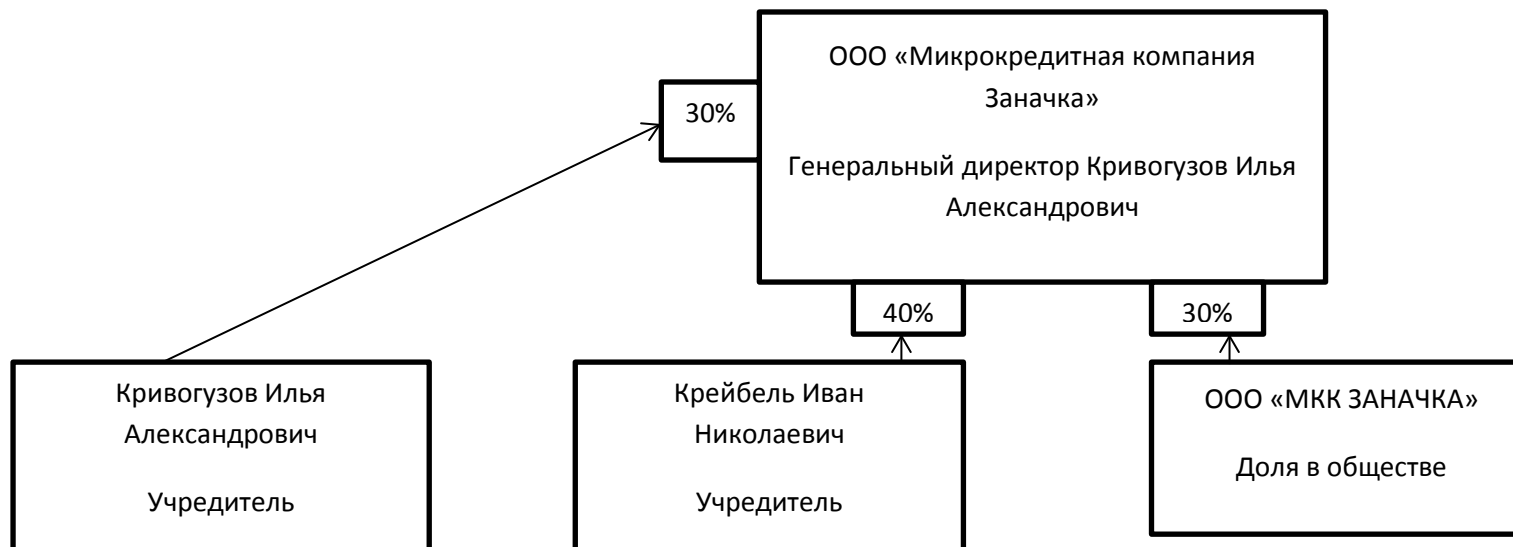 ООО «Микрокредитная компания
Заначка»
Генеральный директор Кривогузов Илья
Александрович
30%
40%
30%
Кривогузов Илья
Александрович
Учредитель
Крейбель Иван
Николаевич
Учредитель
ООО «МКК ЗАНАЧКА»
Доля в обществе